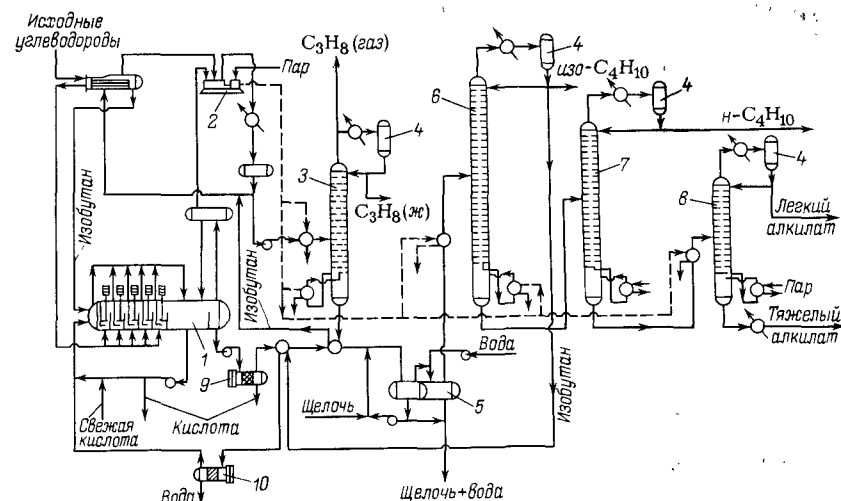 Исходные
углеводороды
Пар
2
C₃H₈(газ)
4
3
C₃H₈(ж)
6
4
изо-C₄H₁₀
7
4
н-C₄H₁₀
4
8
Легкий
алкилат
Пар
Тяжелый
алкилат
Изобутан
1
Изобутан
9
Вода
5
Изобутан
Щелочь
Свежая
кислота
Кислота
10
Вода
Щелочь+вода